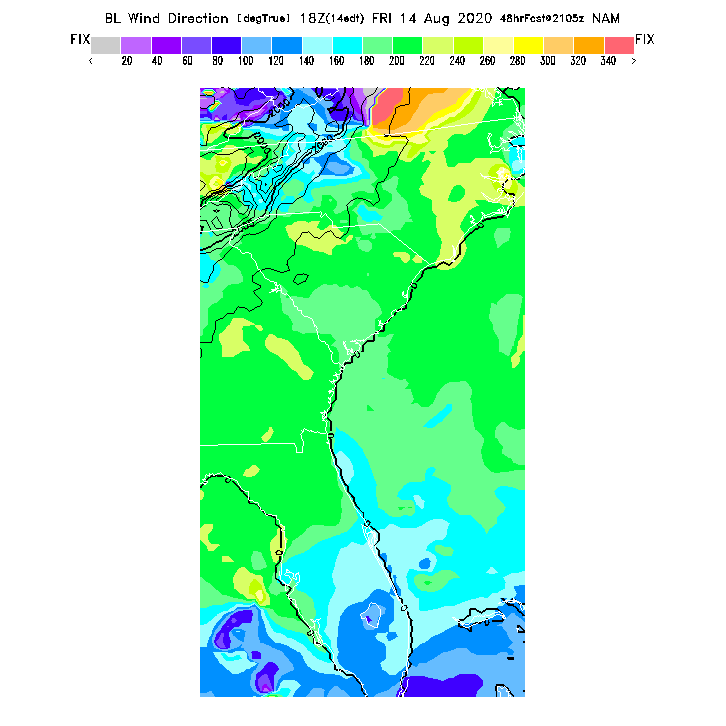 BL Wind Direction [degTrue] 18Z(14edt) FRI 14 Aug 2020 48hrFcst@2105z NAM
FIX FIX
< 20 40 60 80 100 120 140 160 180 200 220 240 260 280 300 320 340 >